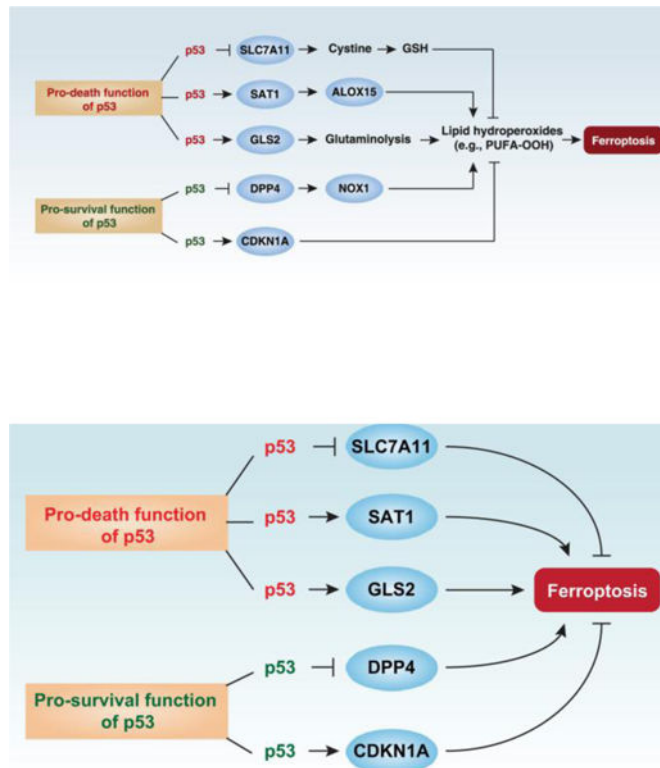 p53 SLC7A11 Cystine GSH
Pro-death function
of p53
p53 SAT1 ALOX15
p53 GLS2 Glutaminolysis
Lipid hydroperoxides
(e.g., PUFA-OOH)
Ferroptosis
Pro-survival function
of p53
p53 DPP4 NOX1
p53 CDKN1A
p53 SLC7A11
Pro-death function
of p53
p53 SAT1
p53 GLS2
Ferroptosis
Pro-survival function
of p53
p53 DPP4
p53 CDKN1A